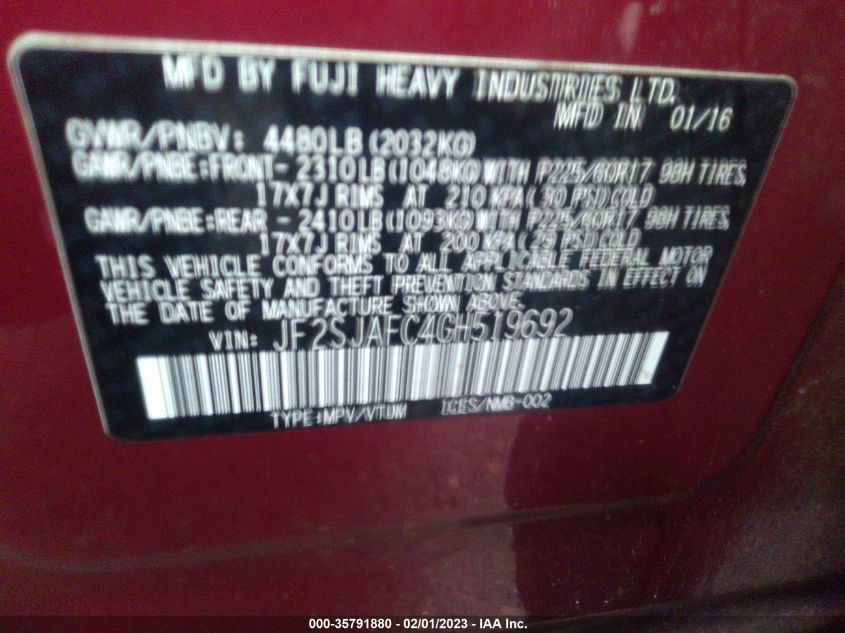 MFD BY FUJI HEAVY INDUSTRIES LTD.
MFD IN 01/16
GVWR/PNBV: 4480LB(2032KG)
GAWR/PNBE:FRONT- 2310LB(1048KG)WITH P225/60R17 98H TIRES,
17X7J RIMS AT 210 KPA(30 PSI)COLD
GAWR/PNBE:REAR - 2410LB(1093KG)WITH P225/60R17 98H TIRES,
17X7J RIMS AT 200 KPA(29 PSI)COLD
THIS VEHICLE CONFORMS TO ALL APPLICABLE FEDERAL MOTOR
VEHICLE SAFETY AND THEFT PREVENTION STANDARDS IN EFFECT ON
THE DATE OF MANUFACTURE SHOWN ABOVE.
VIN: JF2SJAFC4GH519692
TYPE:MPV/VTUM ICES/NMB-002
000-35791880 - 02/01/2023 - IAA Inc.